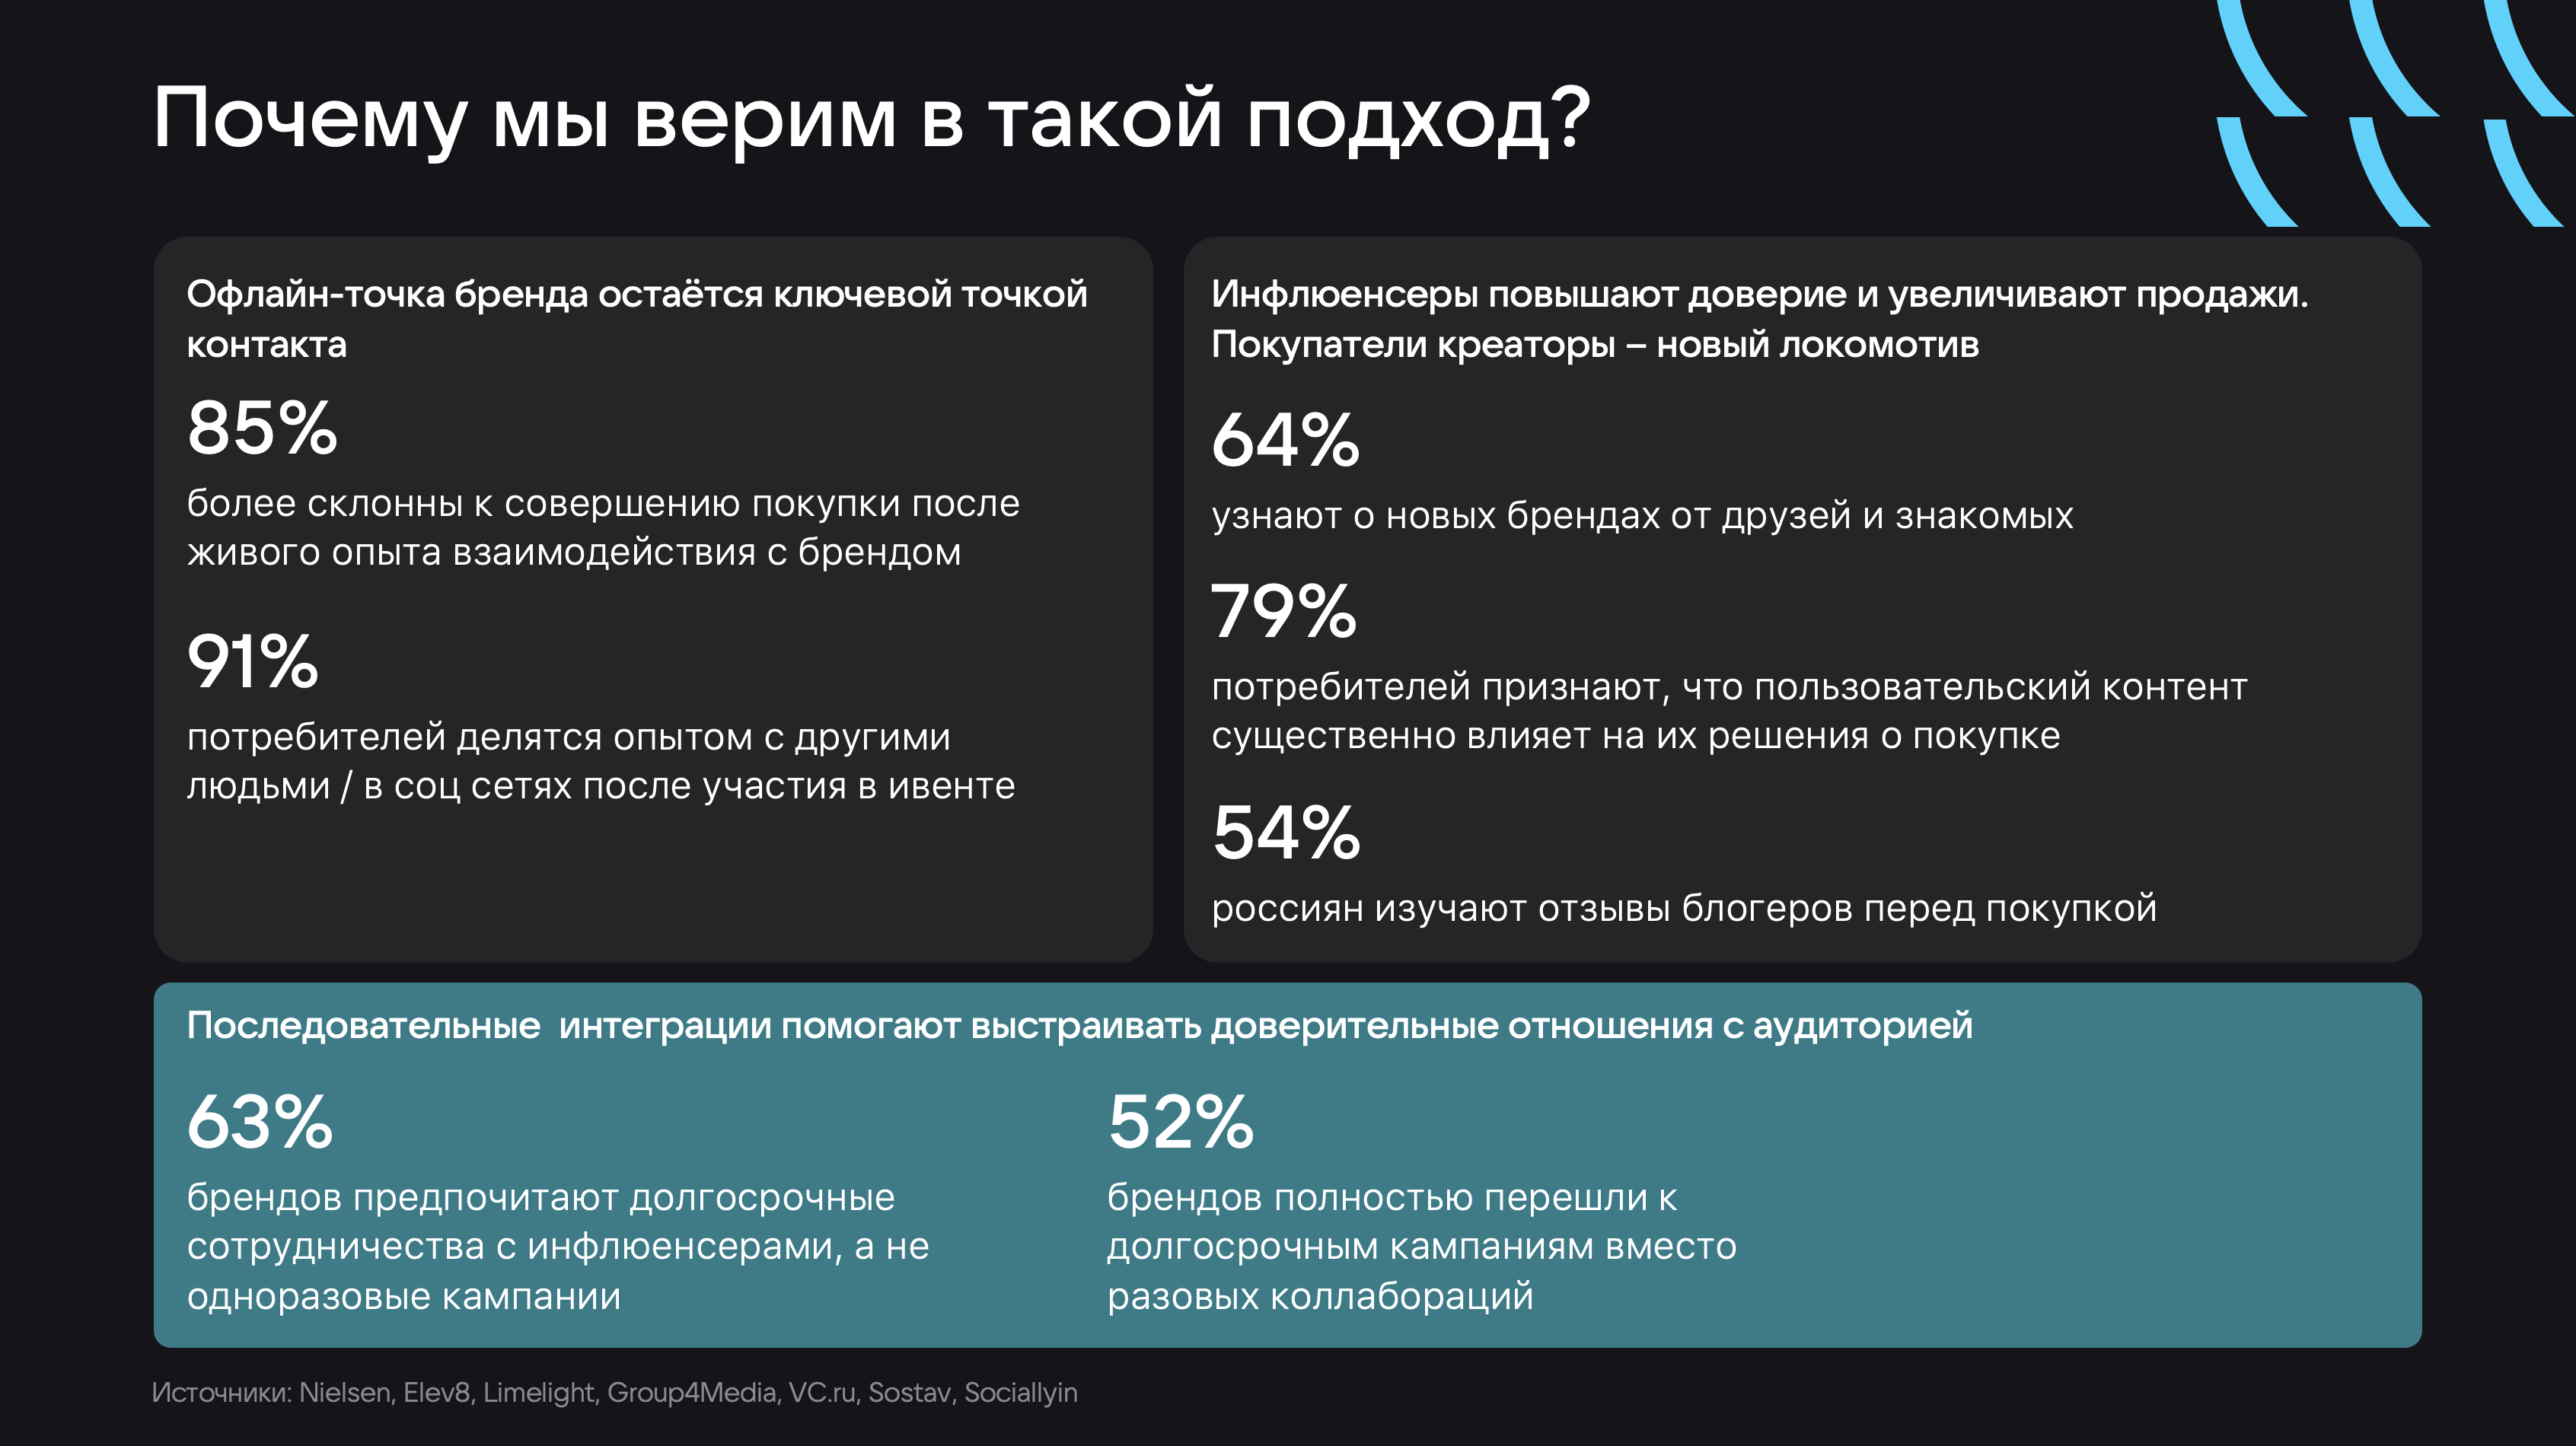 Почему мы верим в такой подход?
Офлайн-точка бренда остаётся ключевой точкой
контакта
85%
более склонны к совершению покупки после
живого опыта взаимодействия с брендом
91%
потребителей делятся опытом с другими
людьми / в соц сетях после участия в ивенте
Инфлюенсеры повышают доверие и увеличивают продажи.
Покупатели креаторы – новый локомотив
64%
узнают о новых брендах от друзей и знакомых
79%
потребителей признают, что пользовательский контент
существенно влияет на их решения о покупке
54%
россиян изучают отзывы блогеров перед покупкой
Последовательные  интеграции помогают выстраивать доверительные отношения с аудиторией
63%
брендов предпочитают долгосрочные
сотрудничества с инфлюенсерами, а не
одноразовые кампании
52%
брендов полностью перешли к
долгосрочным кампаниям вместо
разовых коллабораций
Источники: Nielsen, Elev8, Limelight, Group4Media, VC.ru, Sostav, Sociallyin